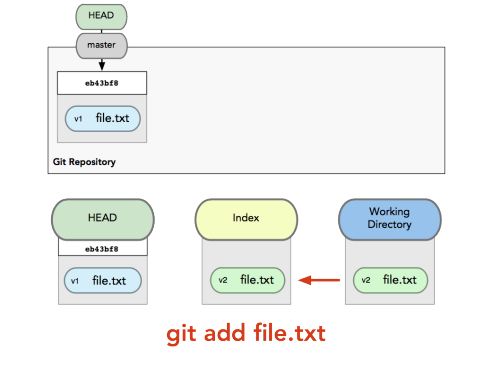 HEAD
master
eb43bf8
v1 file.txt
Git Repository
HEAD
eb43bf8
v1 file.txt
Index
v2 file.txt
Working
Directory
v2 file.txt
git add file.txt